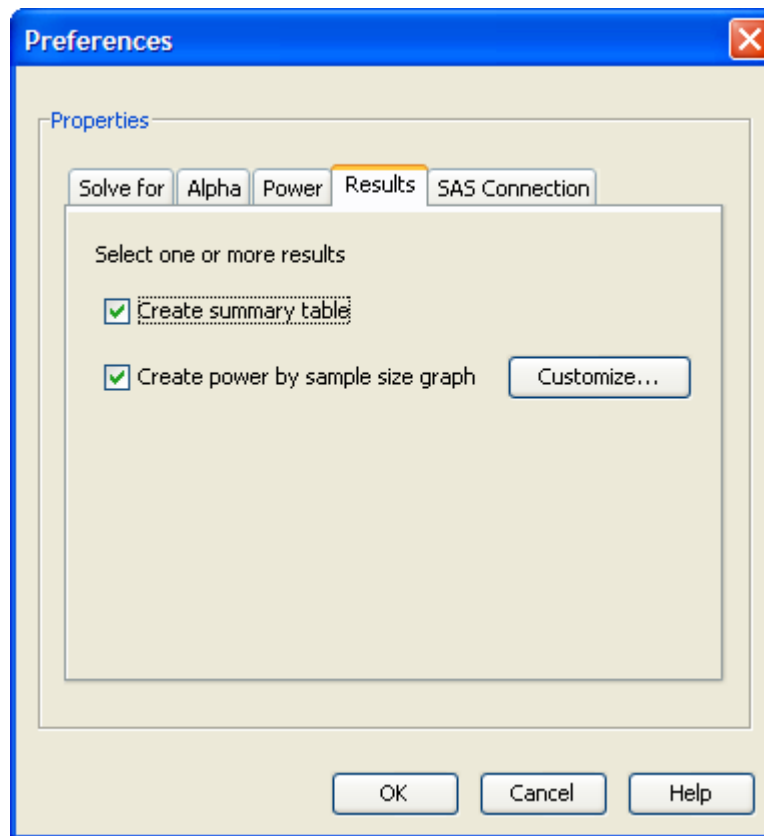 Preferences
Properties
Solve for Alpha Power Results SAS Connection
Select one or more results
Create summary table
Create power by sample size graph Customize...
OK Cancel Help